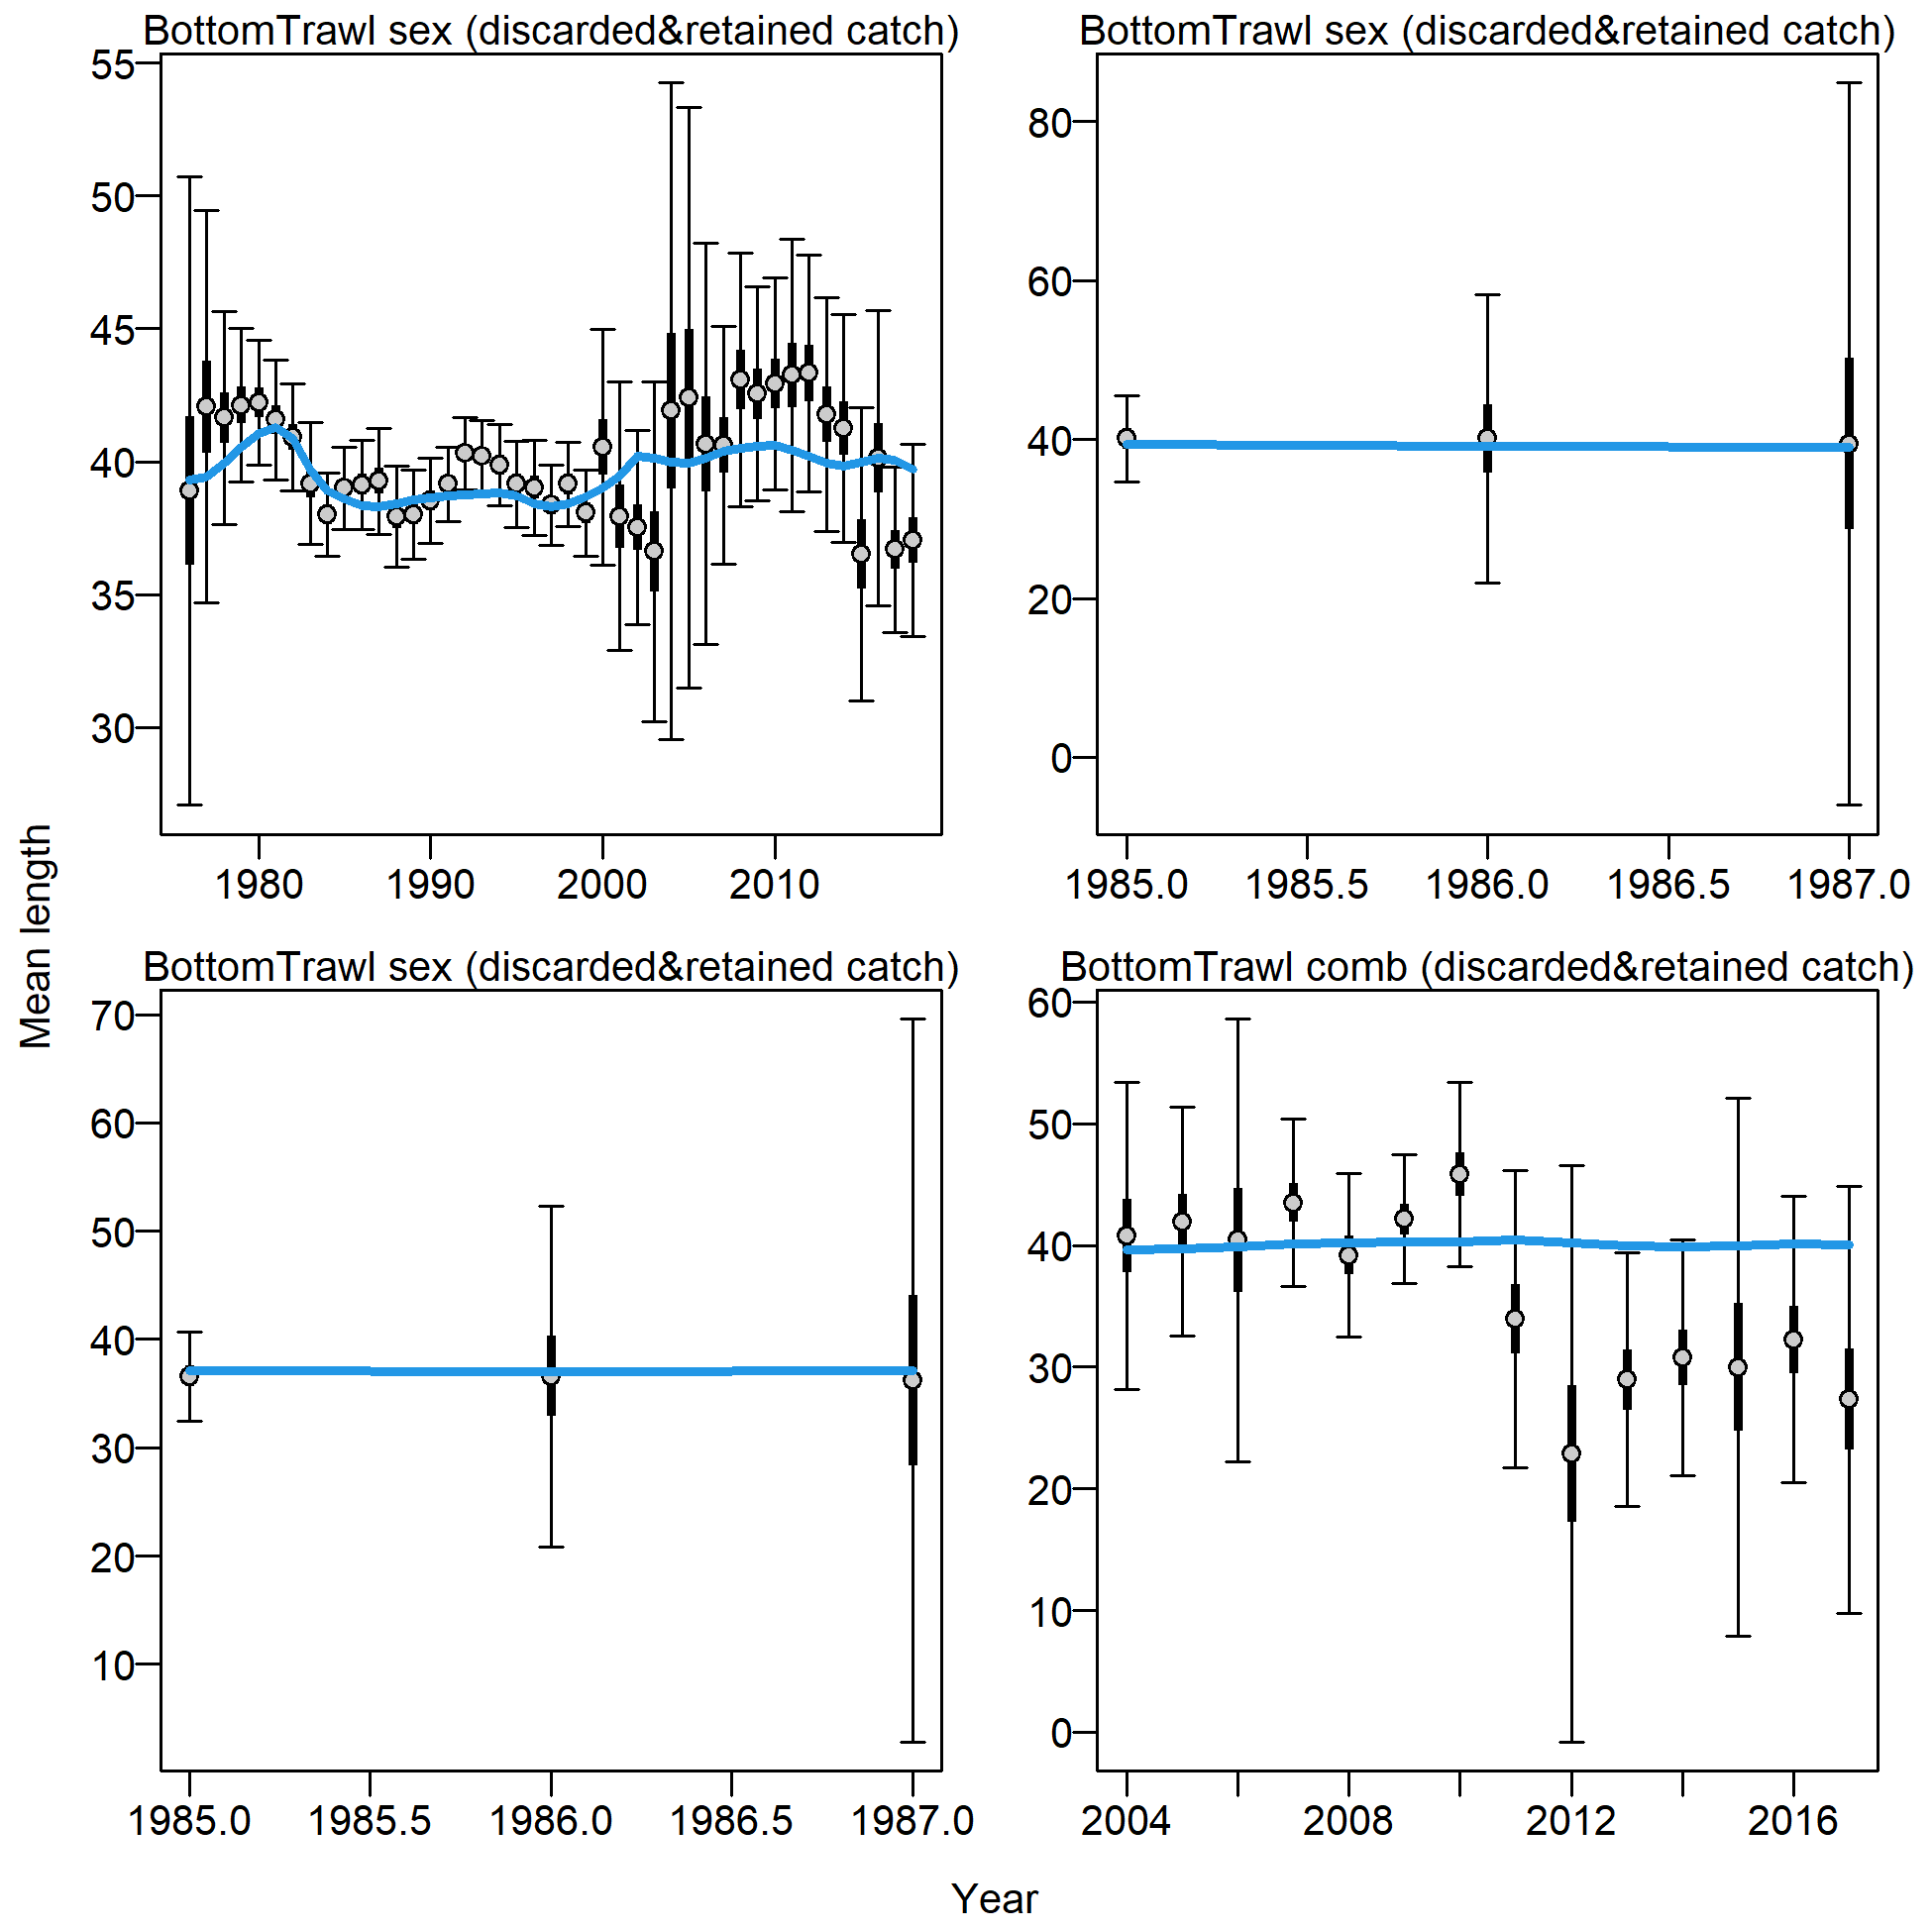 BottomTrawl sex (discarded&retained catch)
55
50
45
40
35
30
1980 1990 2000 2010
BottomTrawl sex (discarded&retained catch)
80
60
40
20
0
1985.0 1985.5 1986.0 1986.5 1987.0
BottomTrawl sex (discarded&retained catch)
70
60
50
40
30
20
10
1985.0 1985.5 1986.0 1986.5 1987.0
BottomTrawl comb (discarded&retained catch)
60
50
40
30
20
10
0
2004 2008 2012 2016
Mean length
Year